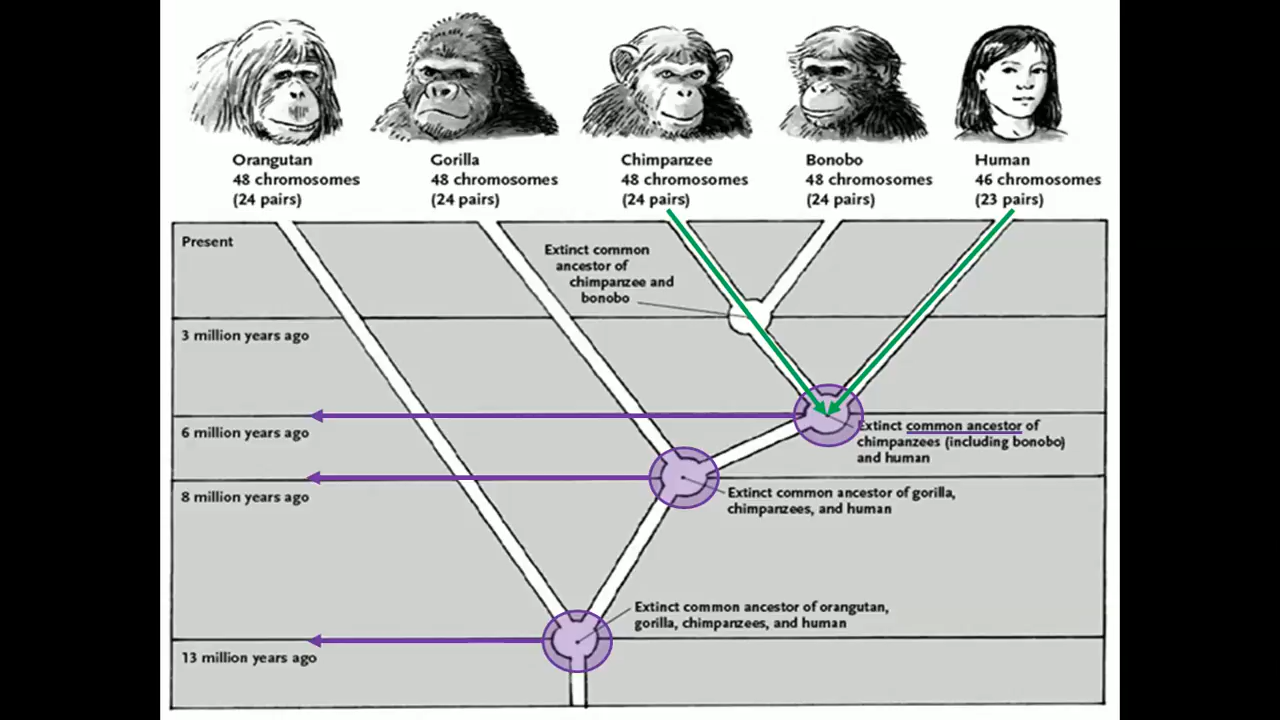 Orangutan
48 chromosomes
(24 pairs)
Gorilla
48 chromosomes
(24 pairs)
Chimpanzee
48 chromosomes
(24 pairs)
Bonobo
48 chromosomes
(24 pairs)
Human
46 chromosomes
(23 pairs)
Present
Extinct common
ancestor of
chimpanzee and
bonobo
3 million years ago
6 million years ago
Extinct common ancestor of
chimpanzees (including bonobo)
and human
8 million years ago
Extinct common ancestor of gorilla,
chimpanzees, and human
Extinct common ancestor of orangutan,
gorilla, chimpanzees, and human
13 million years ago